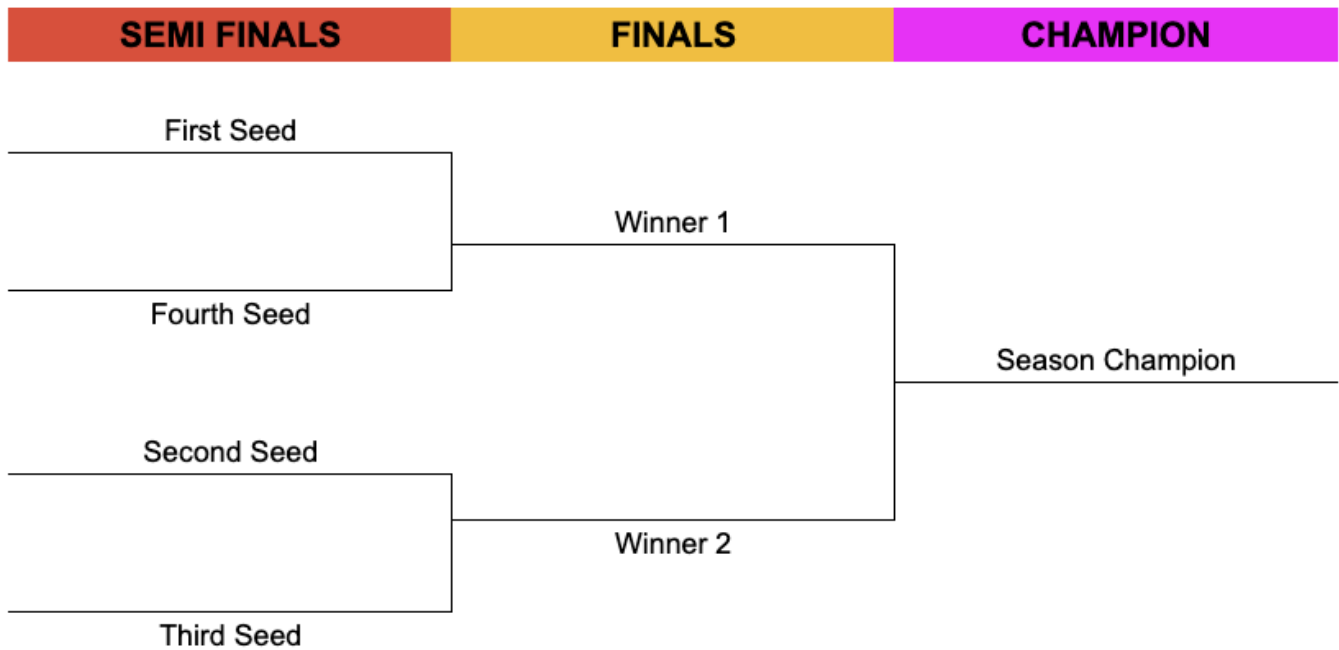 SEMI FINALS
FINALS
CHAMPION
First Seed
Winner 1
Fourth Seed
Season Champion
Second Seed
Winner 2
Third Seed